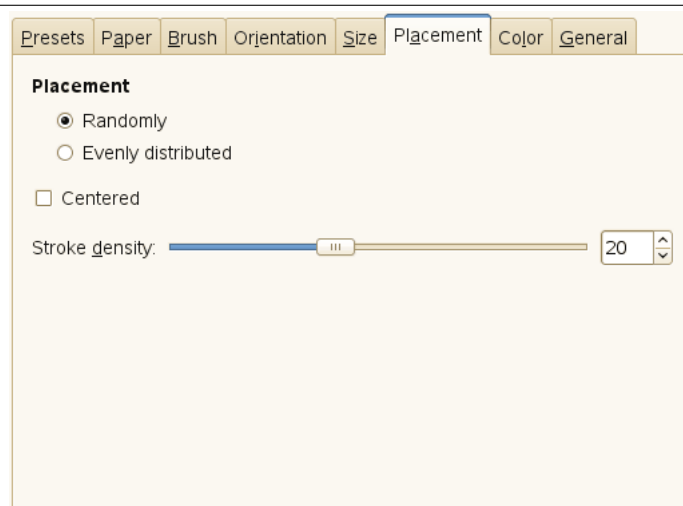 Presets Paper Brush Orientation Size Placement Color General
Placement
Randomly
Evenly distributed
Centered
Stroke density: 20